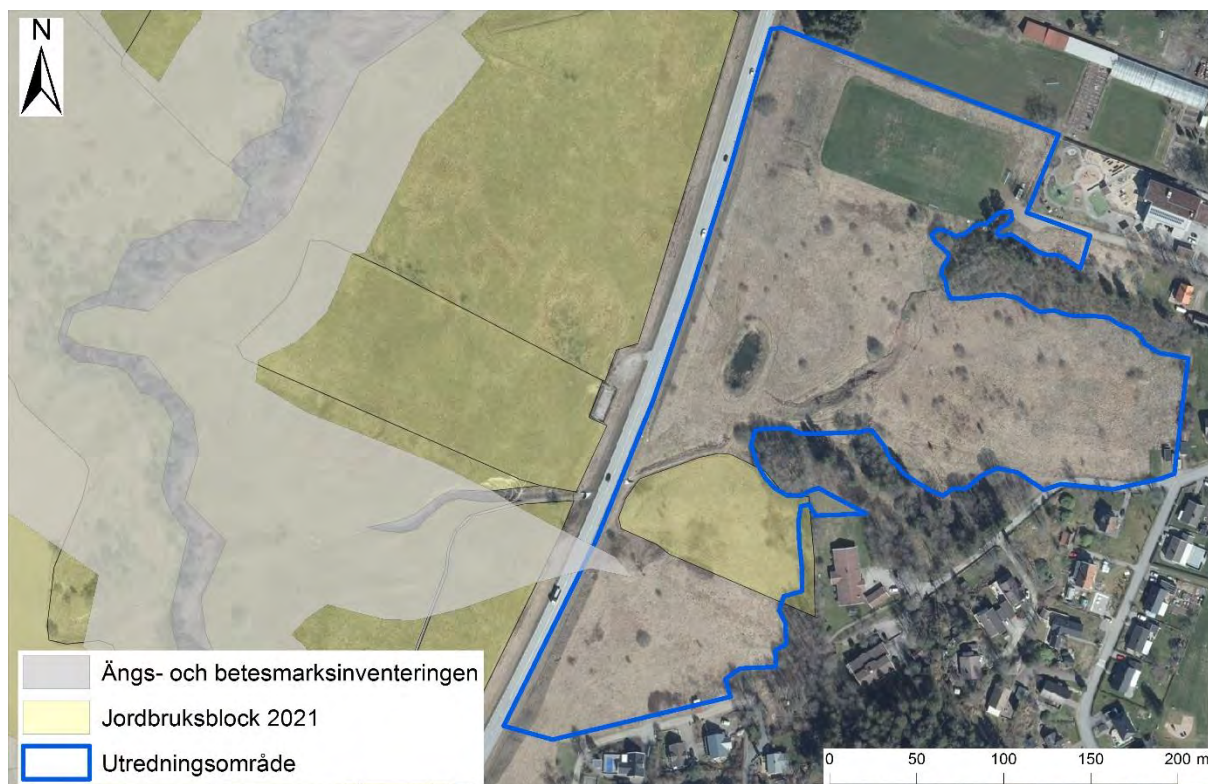 N
Ängs- och betesmarksinventeringen
Jordbruksblock 2021
Utredningsområde
0 50 100 150 200 m